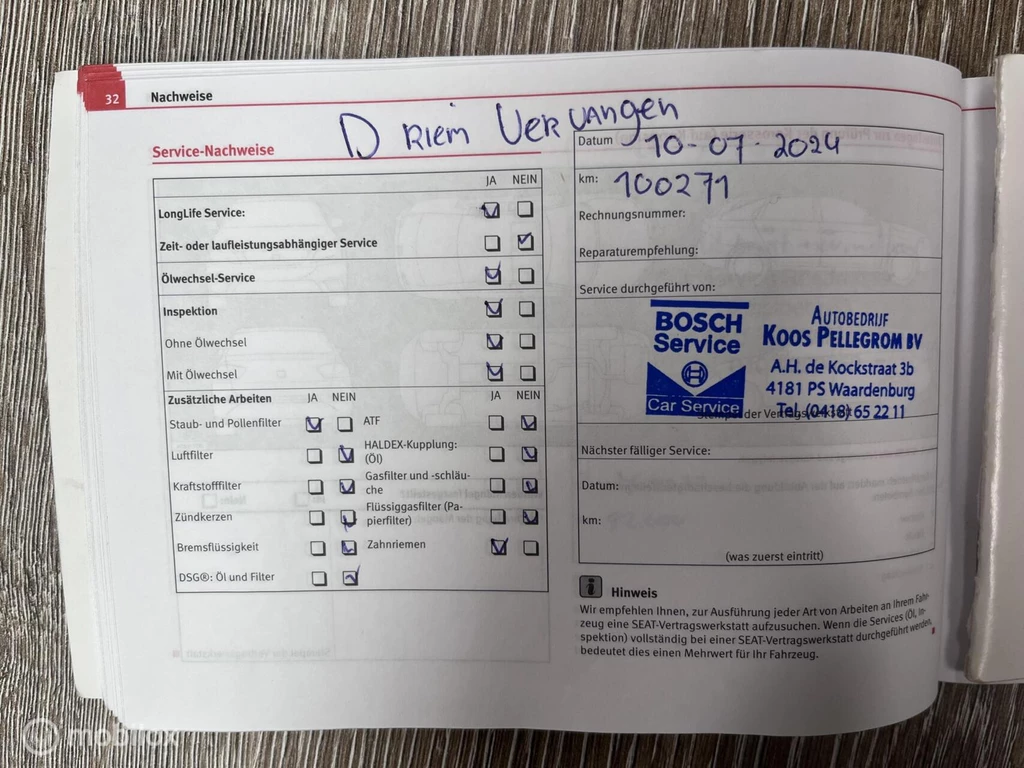 32 Nachweise
D RIEM VERVANGEN
Service-Nachweise
JA NEIN
LongLife Service:
Zeit- oder laufleistungsabhängiger Service
Ölwechsel-Service
Inspektion
Ohne Ölwechsel
Mit Ölwechsel
Zusätzliche Arbeiten JA NEIN JA NEIN
Staub- und Pollenfilter
Luftfilter
Kraftstofffilter
Zündkerzen
Bremsflüssigkeit
DSG®: Öl und Filter
ATF
HALDEX-Kupplung:
(Öl)
Gasfilter und -schläu-
che
Flüssiggasfilter (Pa-
pierfilter)
Zahnriemen
Datum 10-07-2024
km: 100271
Rechnungsnummer:
Reparaturempfehlung:
Service durchgeführt von:
BOSCH
Service
Car Service
AUTOBEDRIJF
KOOS PELLEGROM BV
A.H. de Kockstraat 3b
4181 PS Waardenburg
Tel. (0418) 65 22 11
der
Nächster fälliger Service:
Datum:
km:
(was zuerst eintritt)
i Hinweis
Wir empfehlen Ihnen, zur Ausführung jeder Art von Arbeiten an Ihrem Fahr-
zeug eine SEAT-Vertragswerkstatt aufzusuchen. Wenn die Services (Öl, In-
spektion) vollständig bei einer SEAT-Vertragswerkstatt durchgeführt werden,
bedeutet dies einen Mehrwert für Ihr Fahrzeug.
mobilox